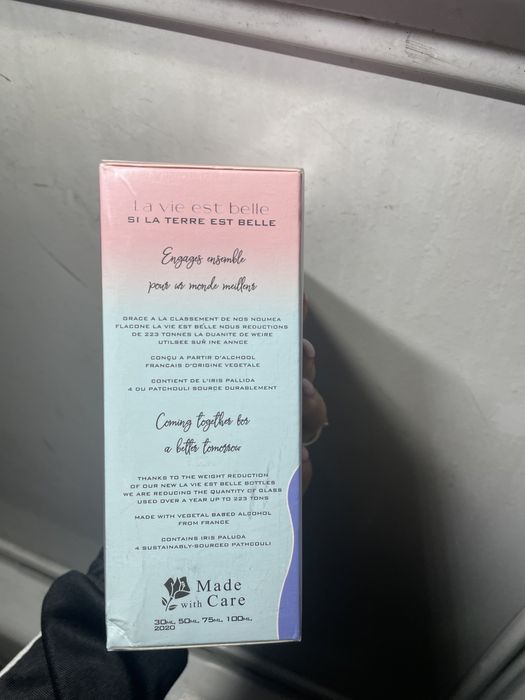 La vie est belle
SI LA TERRE EST BELLE
Engages ensemble
pour us monde meillens
GRACE A LA CLASSEMENT DE NOS NOUMEA
FLACONE LA VIE EST BELLE NOUS REDUCTIONS
DE 223 TONNES LA DUANITE DE WEIRE
UTILSEE SUR INE ANNCE
CONÇU A PARTIR D'ALCHOOL
FRANCAIS D'ORIGINE VEGETALE
CONTIENT DE L'IRIS PALLIDA
4 OU PATCHOULI SOURCE DURABLEMENT
Coming together bor
a better tomorrow
THANKS TO THE WEIGHT REDUCTION
OF OUR NEW LA VIE EST BELLE BOTTLES
WE ARE REDUCING THE QUANTITY OF GLASS
USED OVER A YEAR UP TO 223 TONS
MADE WITH VEGETAL BASED ALCOHOL
FROM FRANCE
CONTAINS IRIS PALUDA
4 SUSTAINABLY-SOURCED PATHCOULI
Made
with Care
30ML, 50ML, 75ML, 100ML,
2020